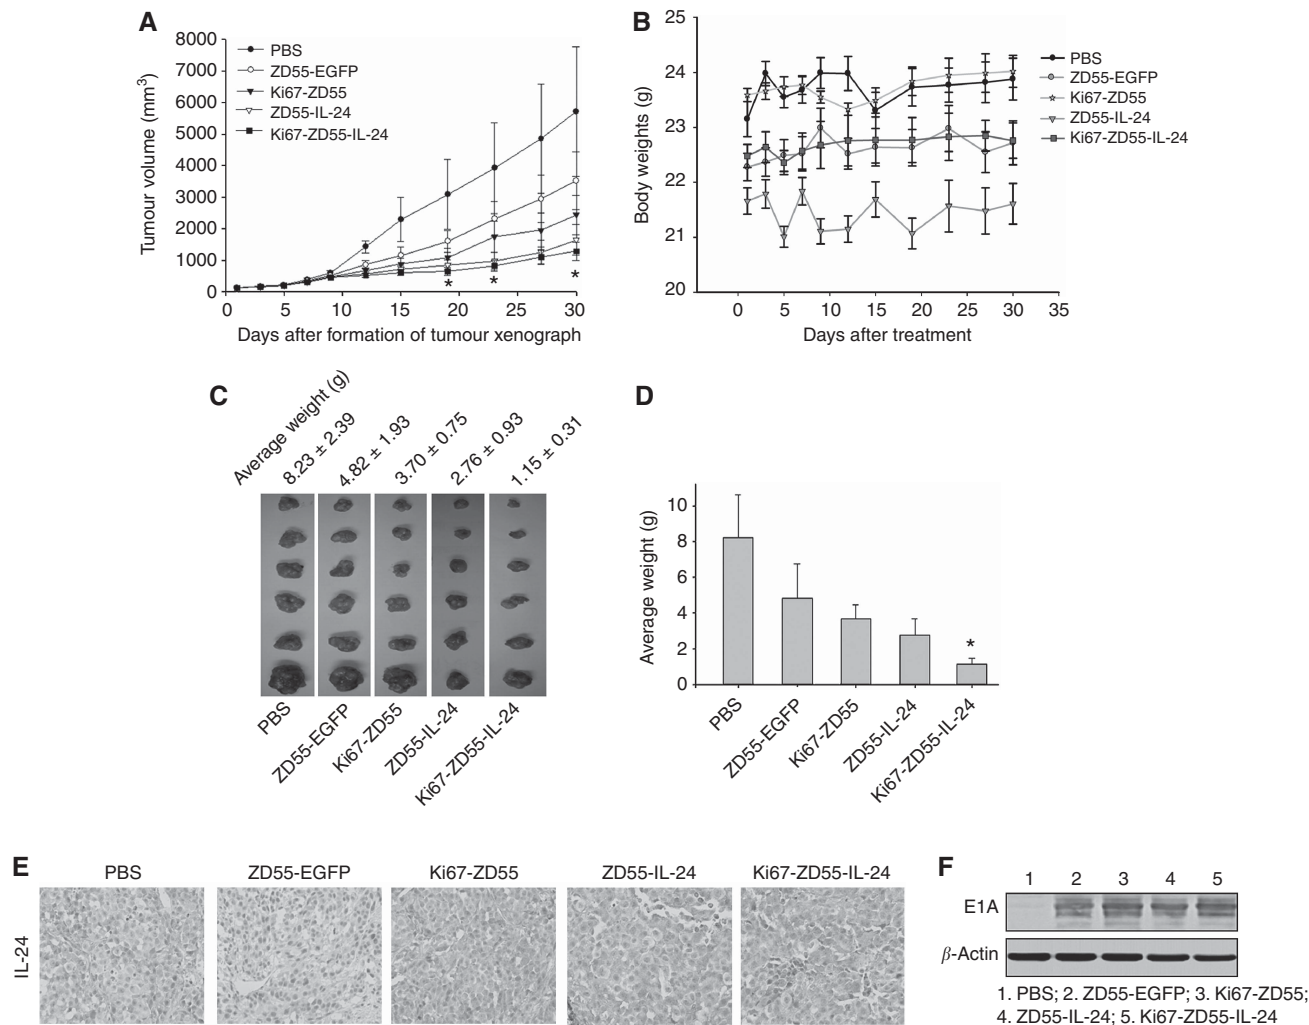 A
Tumour volume (mm3)
8000
7000
6000
5000
4000
3000
2000
1000
0
PBS
ZD55-EGFP
Ki67-ZD55
ZD55-IL-24
Ki67-ZD55-IL-24
*
*
*
0
5
10
15
20
25
30
Days after formation of tumour xenograph
B
Body weights (g)
25
24
23
22
21
20
PBS
ZD55-EGFP
Ki67-ZD55
ZD55-IL-24
Ki67-ZD55-IL-24
0
5
10
15
20
25
30
35
Days after treatment
C
Average weight (g)
8.23 ± 2.39
4.82 ± 1.93
3.70 ± 0.75
2.76 ± 0.93
1.15 ± 0.31
PBS
ZD55-EGFP
Ki67-ZD55
ZD55-IL-24
Ki67-ZD55-IL-24
D
Average weight (g)
10
8
6
4
2
0
*
PBS
ZD55-EGFP
Ki67-ZD55
ZD55-IL-24
Ki67-ZD55-IL-24
E
PBS
ZD55-EGFP
Ki67-ZD55
ZD55-IL-24
Ki67-ZD55-IL-24
IL-24
F
1 2 3 4 5
E1A
β-Actin
1. PBS; 2. ZD55-EGFP; 3. Ki67-ZD55;
4. ZD55-IL-24; 5. Ki67-ZD55-IL-24